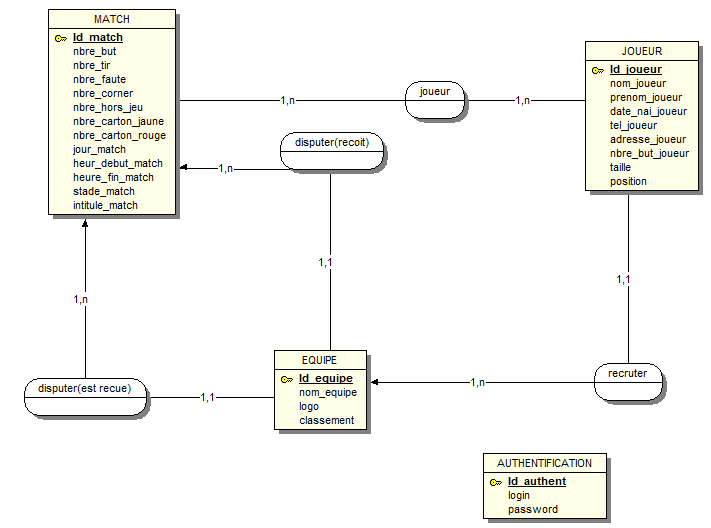 MATCH
Id_match
nbre_but
nbre_tir
nbre_faute
nbre_corner
nbre_hors_jeu
nbre_carton_jaune
nbre_carton_rouge
jour_match
heur_debut_match
heure_fin_match
stade_match
intitule_match
1,n
joueur
1,n
JOUEUR
Id_joueur
nom_joueur
prenom_joueur
date_nai_joueur
tel_joueur
adresse_joueur
nbre_but_joueur
taille
position
disputer(recoit)
1,n
1,1
1,1
1,n
EQUIPE
Id_equipe
nom_equipe
logo
classement
disputer(est recue)
1,1
1,n
recruter
AUTHENTIFICATION
Id_authent
login
password